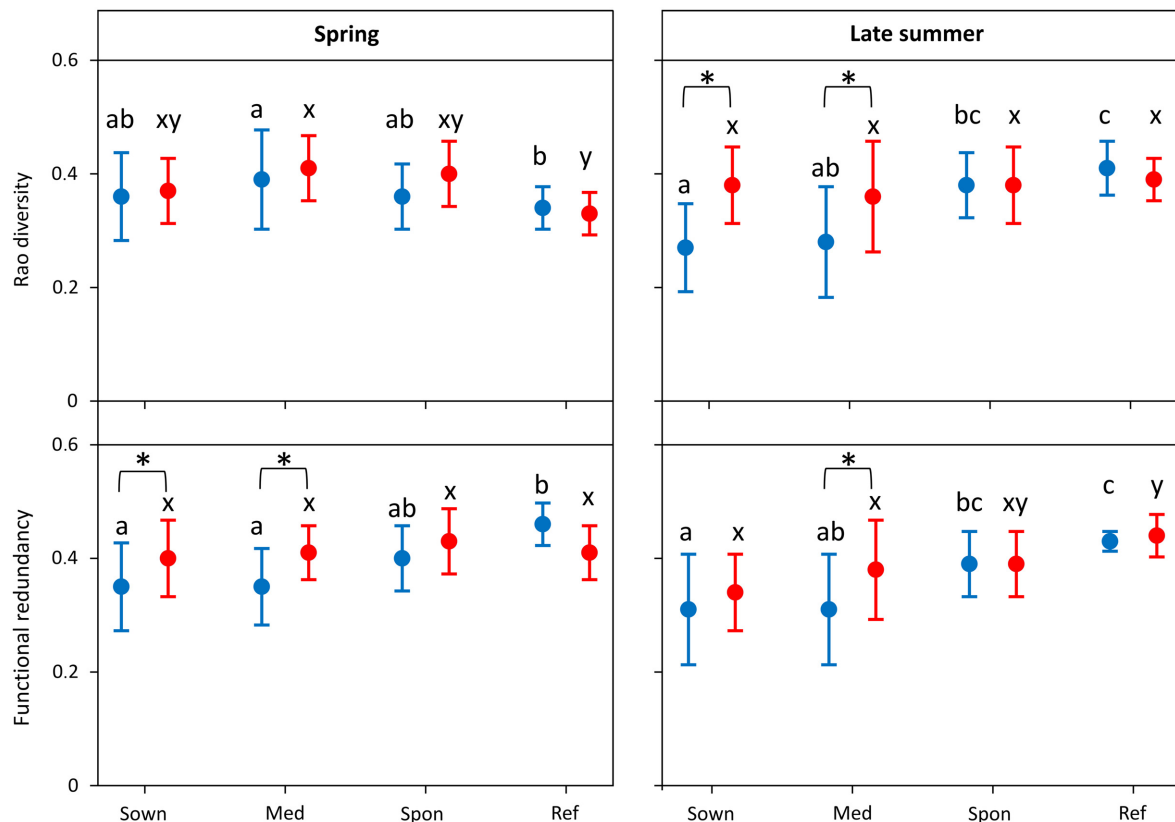 Spring
Late summer
0.6
0.4
0.2
0
Rao diversity
ab xy a x ab xy b y
* *
a x ab x bc x c x
0.6
0.4
0.2
0
Functional redundancy
* *
a x a x ab x b x
*
a x ab x bc xy c y
Sown Med Spon Ref
Sown Med Spon Ref